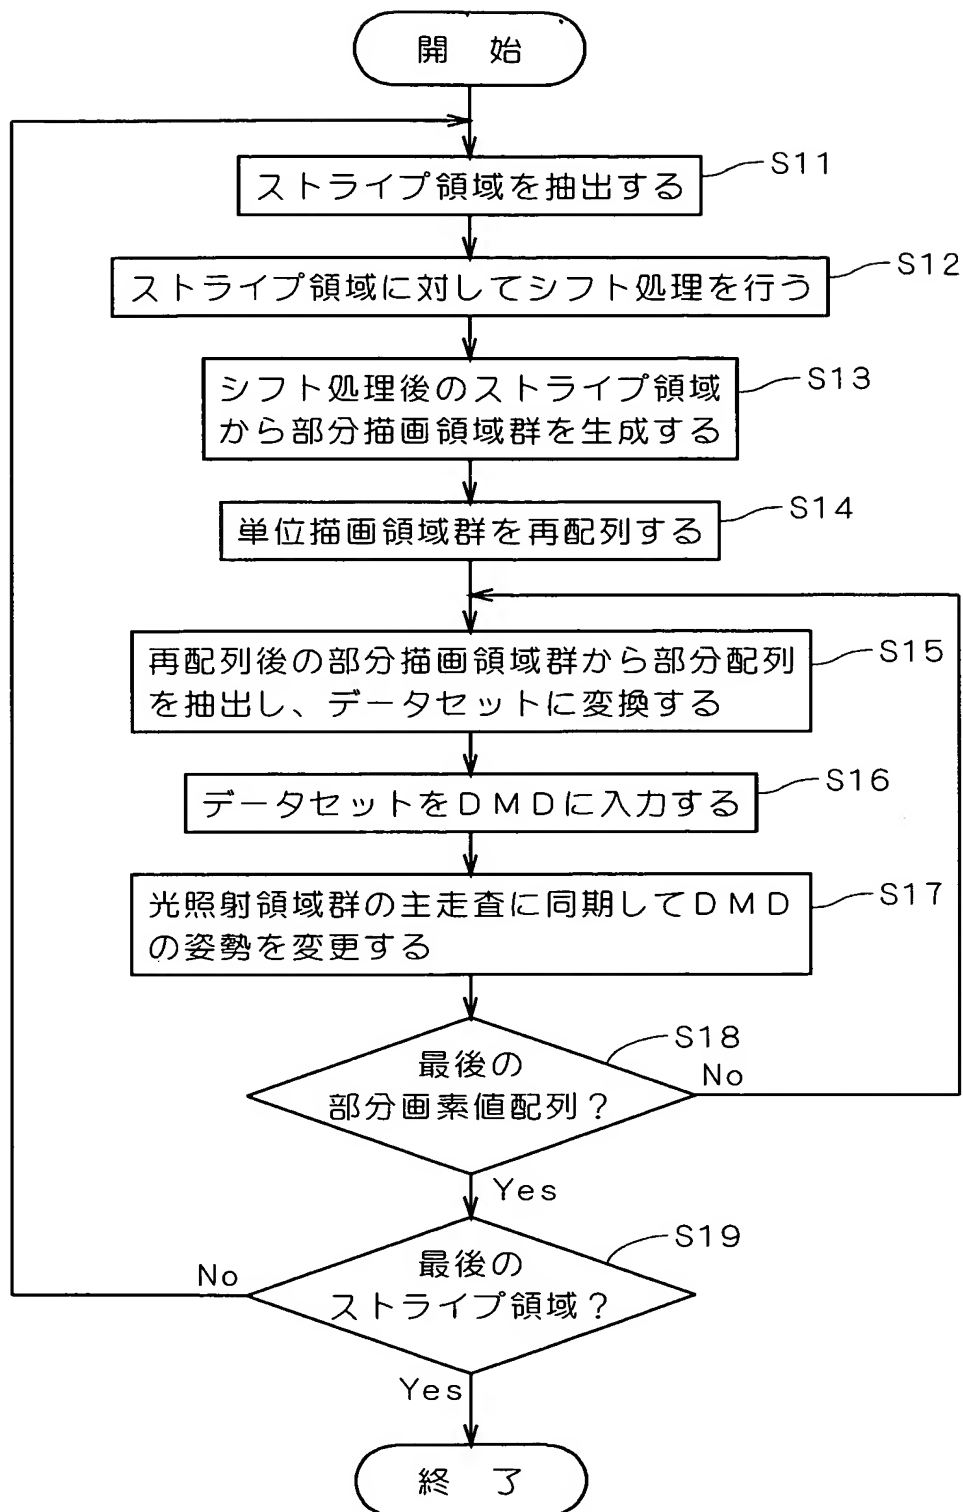 開 始
ストライプ領域を抽出する
S11
ストライプ領域に対してシフト処理を行う
S12
シフト処理後のストライプ領域
から部分描画領域群を生成する
S13
単位描画領域群を再配列する
S14
再配列後の部分描画領域群から部分配列
を抽出し、データセットに変換する
S15
データセットをDMDに入力する
S16
光照射領域群の主走査に同期してDMD
の姿勢を変更する
S17
最後の
部分画素値配列?
S18
No
Yes
最後の
ストライプ領域?
S19
No
Yes
終 了